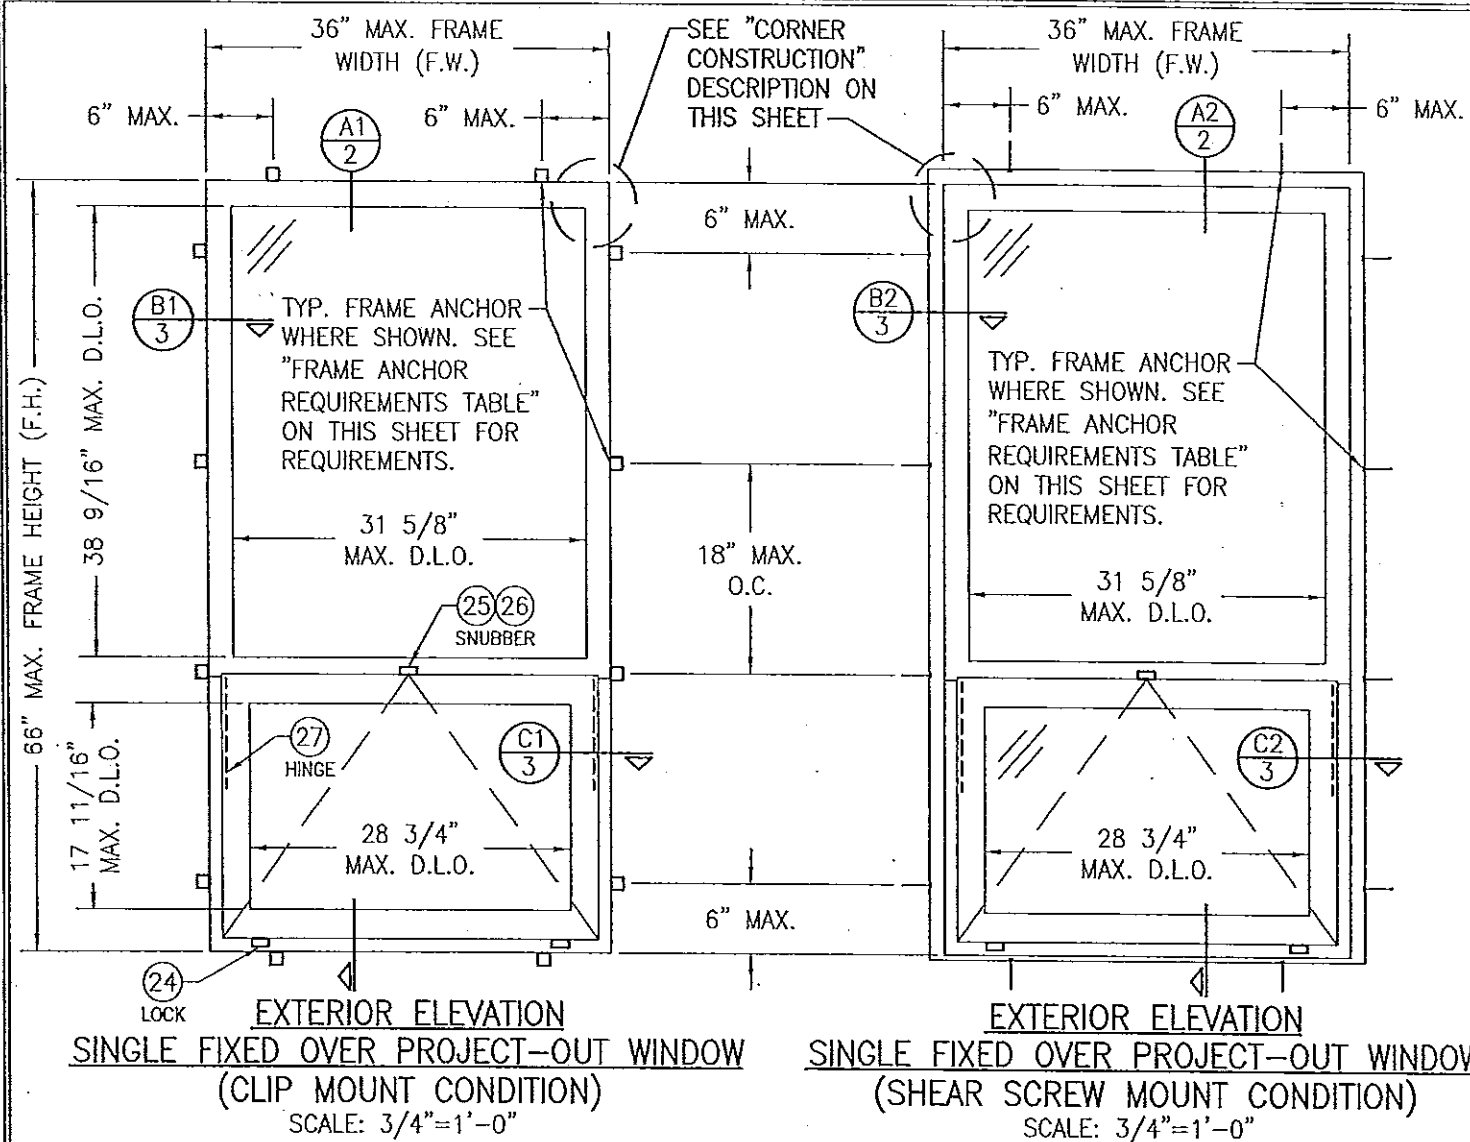 36" MAX. FRAME
WIDTH (F.W.)
6" MAX.
6" MAX.
A1
2
SEE "CORNER
CONSTRUCTION"
DESCRIPTION ON
THIS SHEET
36" MAX. FRAME
WIDTH (F.W.)
6" MAX.
6" MAX.
A2
2
66" MAX. FRAME HEIGHT (F.H.)
38 9/16" MAX. D.L.O.
B1
3
TYP. FRAME ANCHOR
WHERE SHOWN. SEE
"FRAME ANCHOR
REQUIREMENTS TABLE"
ON THIS SHEET FOR
REQUIREMENTS.
31 5/8"
MAX. D.L.O.
25 26
SNUBBER
6" MAX.
18" MAX.
O.C.
6" MAX.
B2
3
TYP. FRAME ANCHOR
WHERE SHOWN. SEE
"FRAME ANCHOR
REQUIREMENTS TABLE"
ON THIS SHEET FOR
REQUIREMENTS.
31 5/8"
MAX. D.L.O.
17 11/16"
MAX. D.L.O.
27
HINGE
C1
3
28 3/4"
MAX. D.L.O.
C2
3
28 3/4"
MAX. D.L.O.
24
LOCK
EXTERIOR ELEVATION
SINGLE FIXED OVER PROJECT-OUT WINDOW
(CLIP MOUNT CONDITION)
SCALE: 3/4"=1'-0"
EXTERIOR ELEVATION
SINGLE FIXED OVER PROJECT-OUT WINDOW
(SHEAR SCREW MOUNT CONDITION)
SCALE: 3/4"=1'-0"